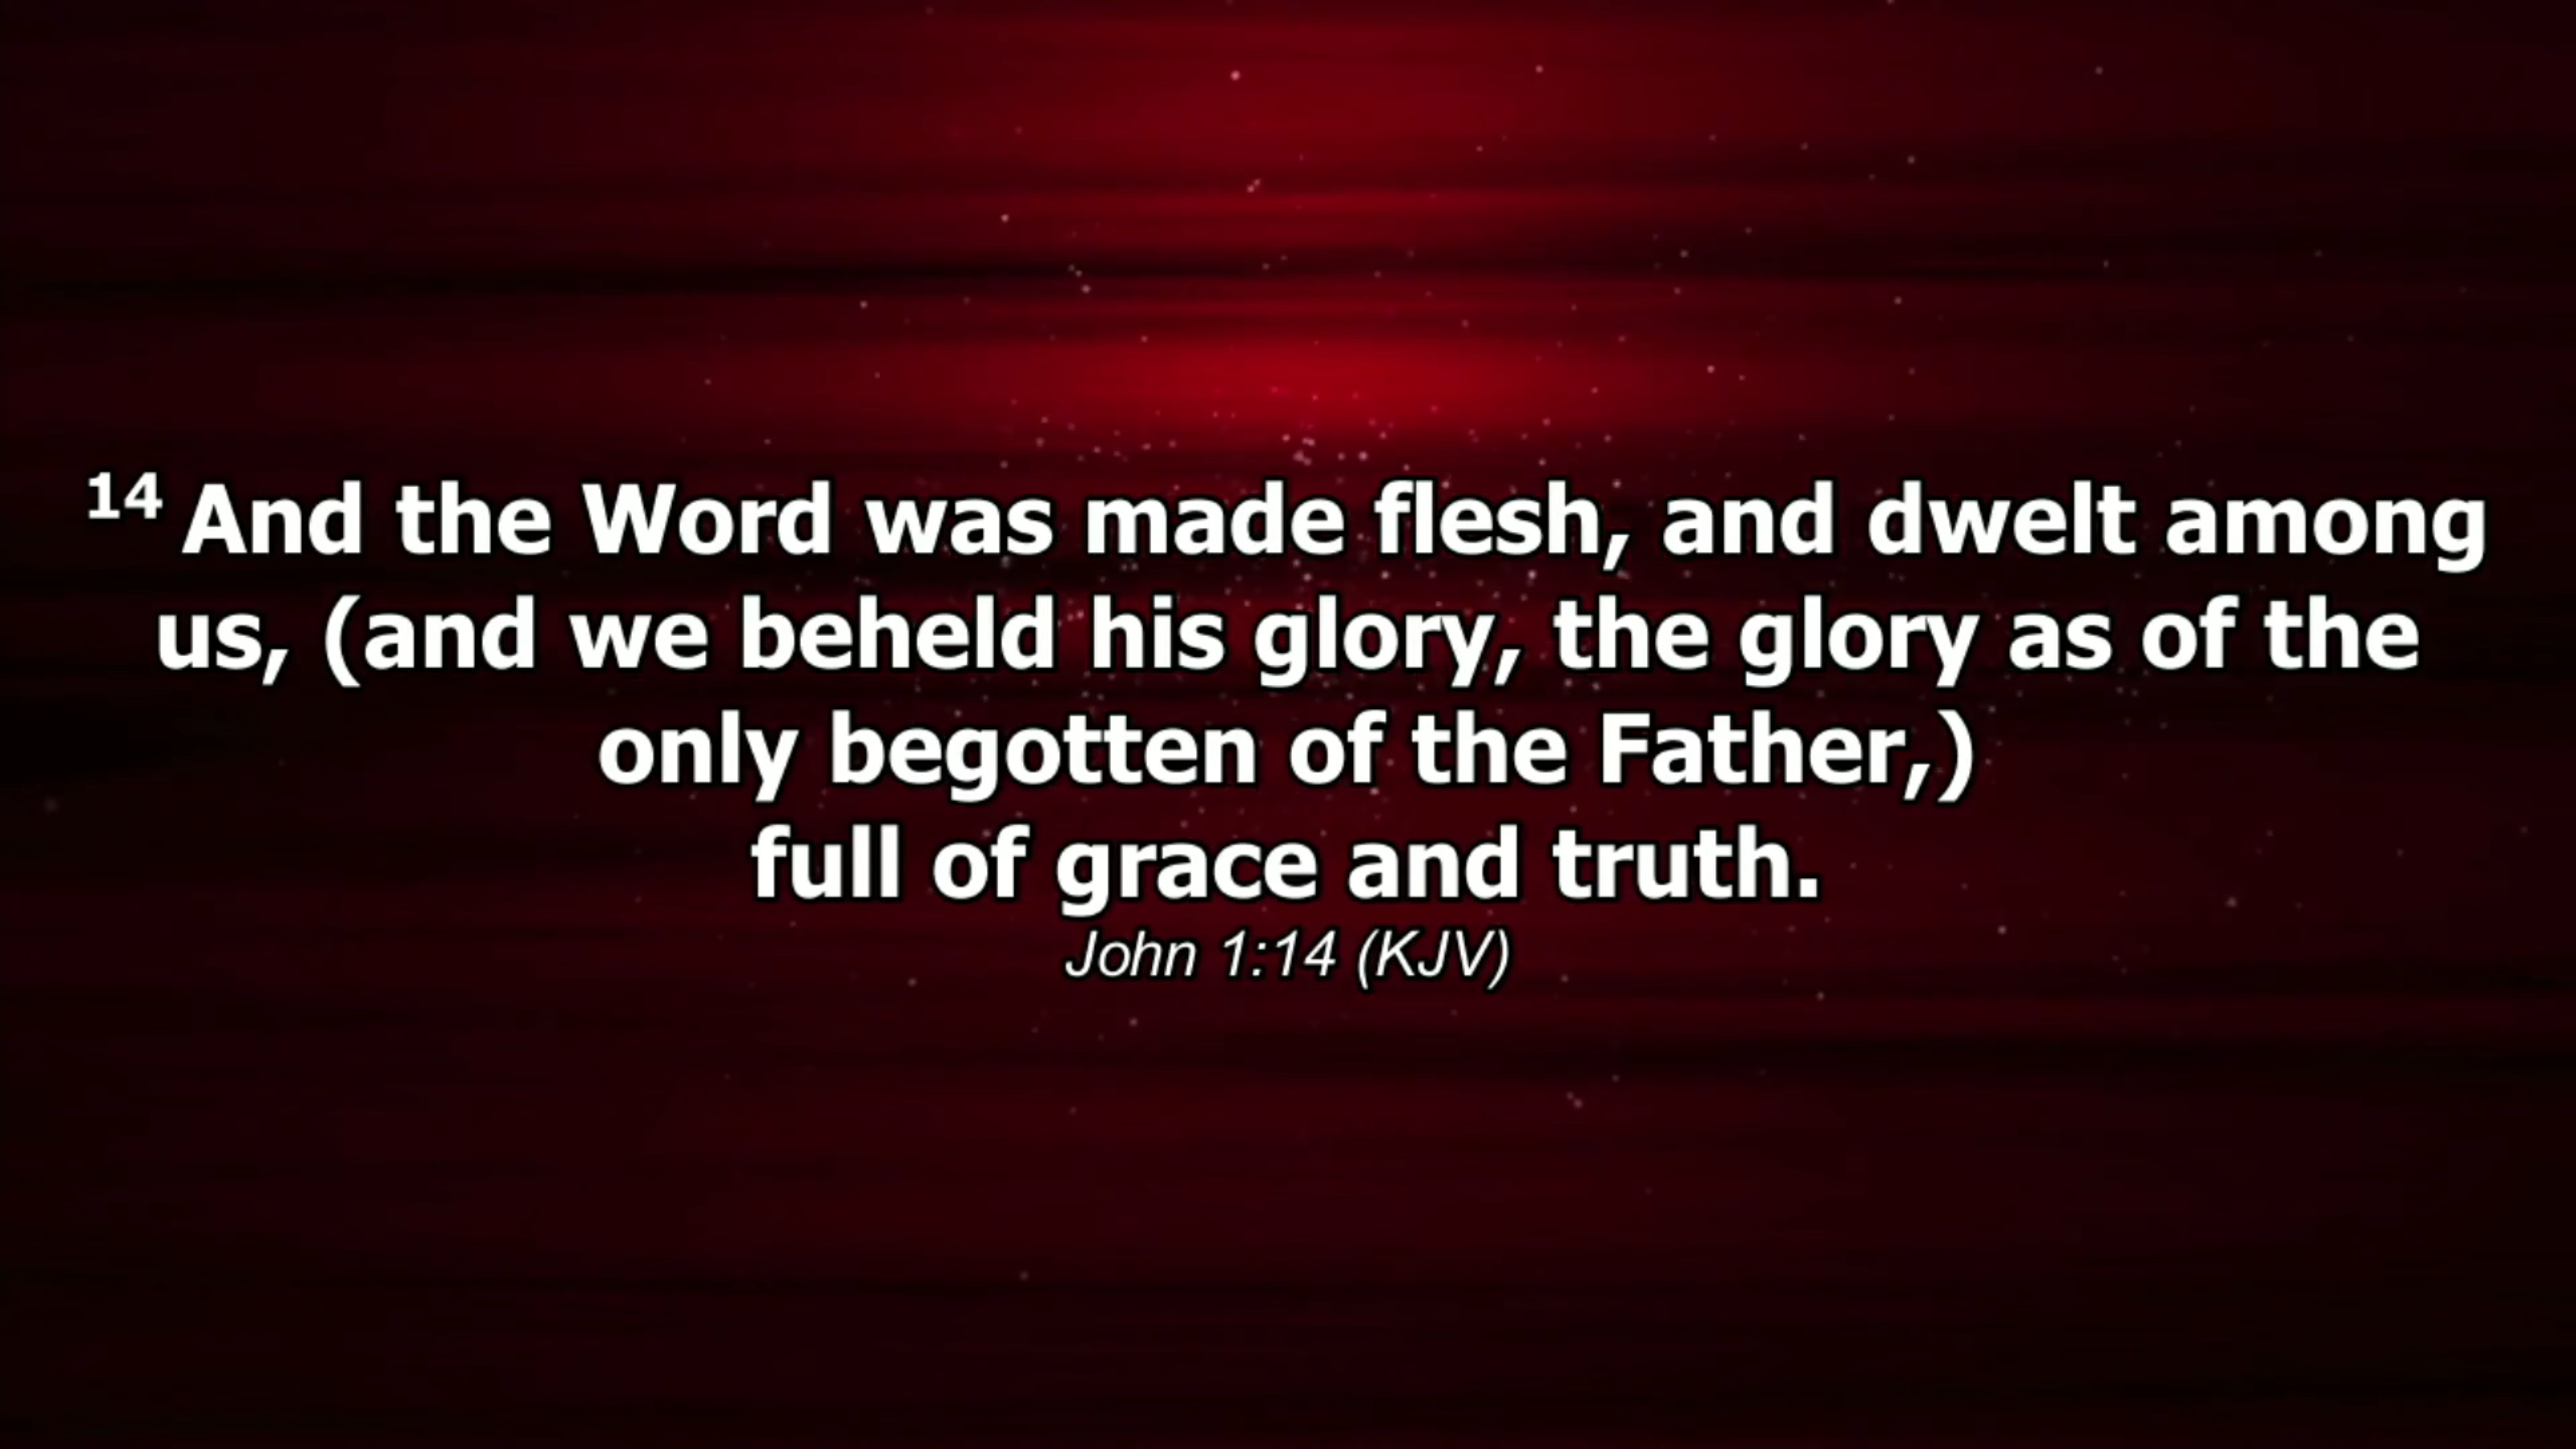 14 And the Word was made flesh, and dwelt among
us, (and we beheld his glory, the glory as of the
only begotten of the Father,)
full of grace and truth.
John 1:14 (KJV)